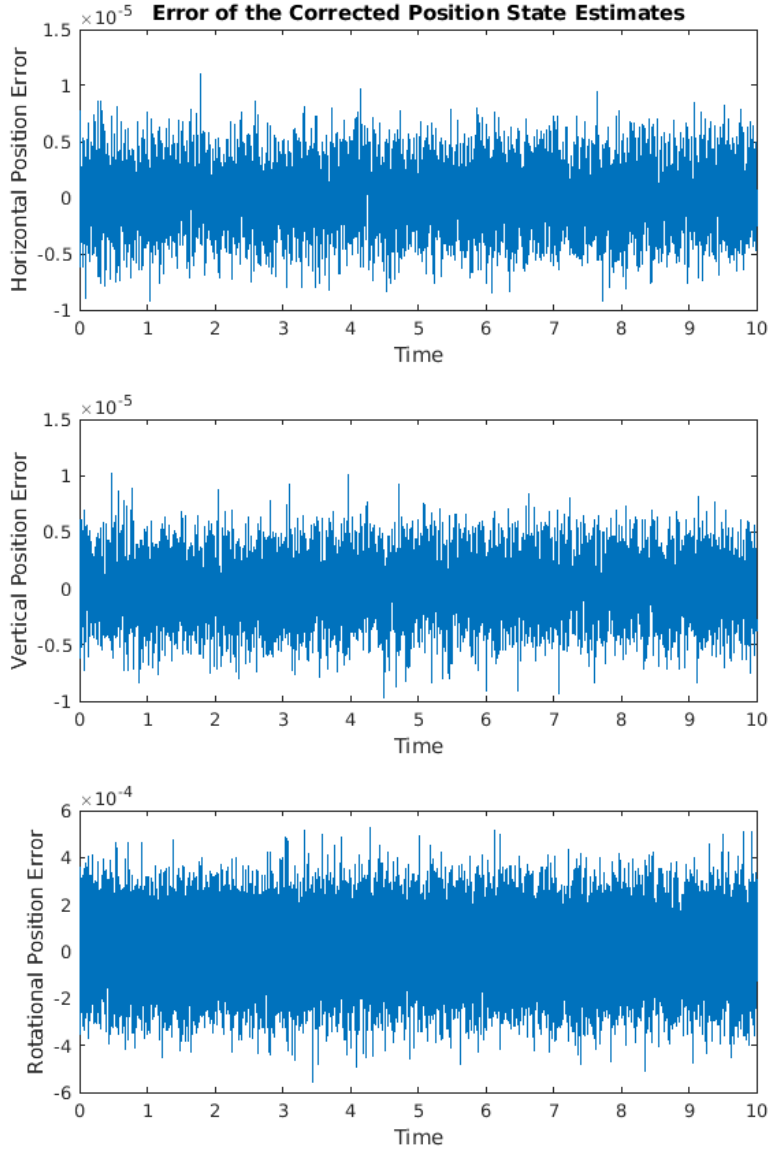 Error of the Corrected Position State Estimates
×10-5
1.5
1
0.5
0
-0.5
-1
Horizontal Position Error
0 1 2 3 4 5 6 7 8 9 10
Time
×10-5
1.5
1
0.5
0
-0.5
-1
Vertical Position Error
0 1 2 3 4 5 6 7 8 9 10
Time
×10-4
6
4
2
0
-2
-4
-6
Rotational Position Error
0 1 2 3 4 5 6 7 8 9 10
Time